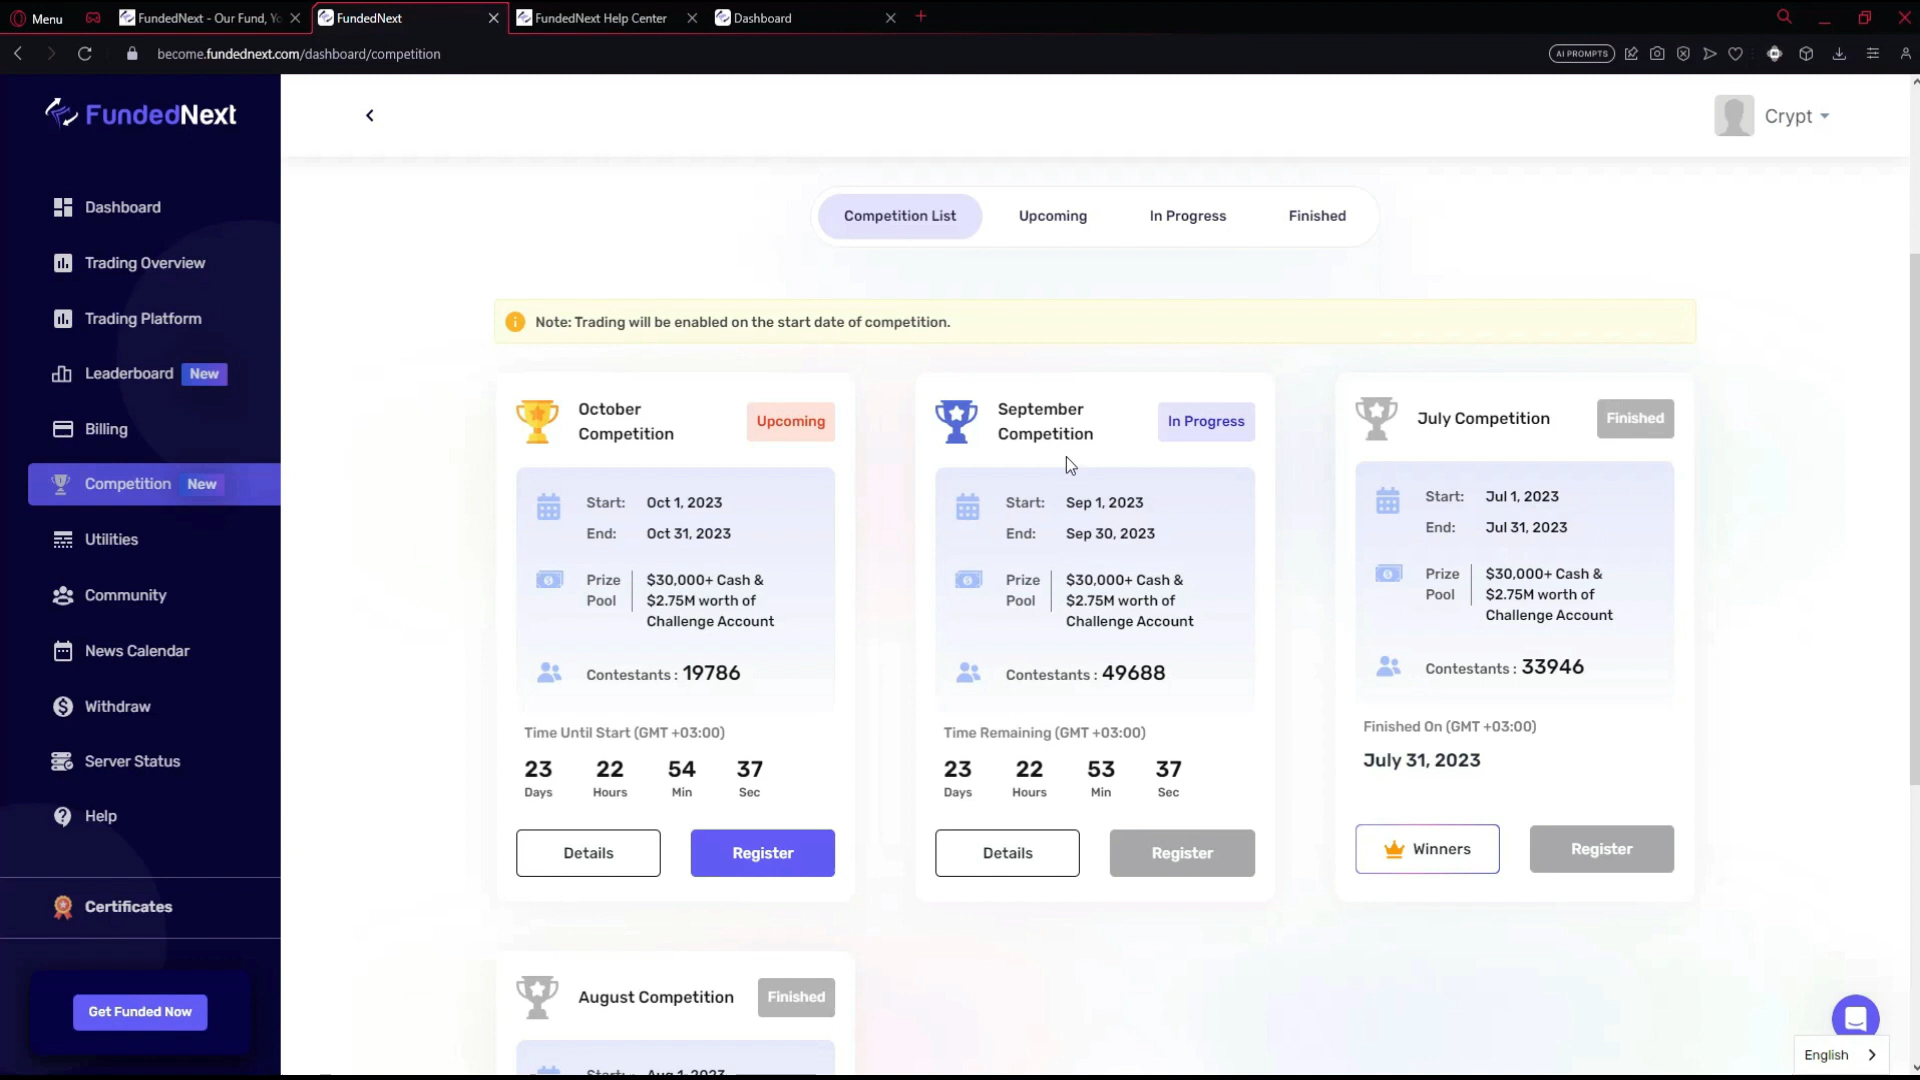 Menu
FundedNext - Our Fund, Yo
FundedNext
FundedNext Help Center
Dashboard
become.fundednext.com/dashboard/competition
AI PROMPTS
FundedNext
Crypt
Dashboard
Trading Overview
Trading Platform
Leaderboard New
Billing
Competition New
Utilities
Community
News Calendar
Withdraw
Server Status
Help
Certificates
Get Funded Now
Competition List
Upcoming
In Progress
Finished
Note: Trading will be enabled on the start date of competition.
October
Competition
Upcoming
Start: Oct 1, 2023
End: Oct 31, 2023
Prize
Pool
$30,000+ Cash &
$2.75M worth of
Challenge Account
Contestants : 19786
Time Until Start (GMT +03:00)
23 22 54 37
Days Hours Min Sec
Details
Register
September
Competition
In Progress
Start: Sep 1, 2023
End: Sep 30, 2023
Prize
Pool
$30,000+ Cash &
$2.75M worth of
Challenge Account
Contestants : 49688
Time Remaining (GMT +03:00)
23 22 53 37
Days Hours Min Sec
Details
Register
July Competition
Finished
Start: Jul 1, 2023
End: Jul 31, 2023
Prize
Pool
$30,000+ Cash &
$2.75M worth of
Challenge Account
Contestants : 33946
Finished On (GMT +03:00)
July 31, 2023
Winners
Register
August Competition
Finished
Start: Aug 1, 2023
English